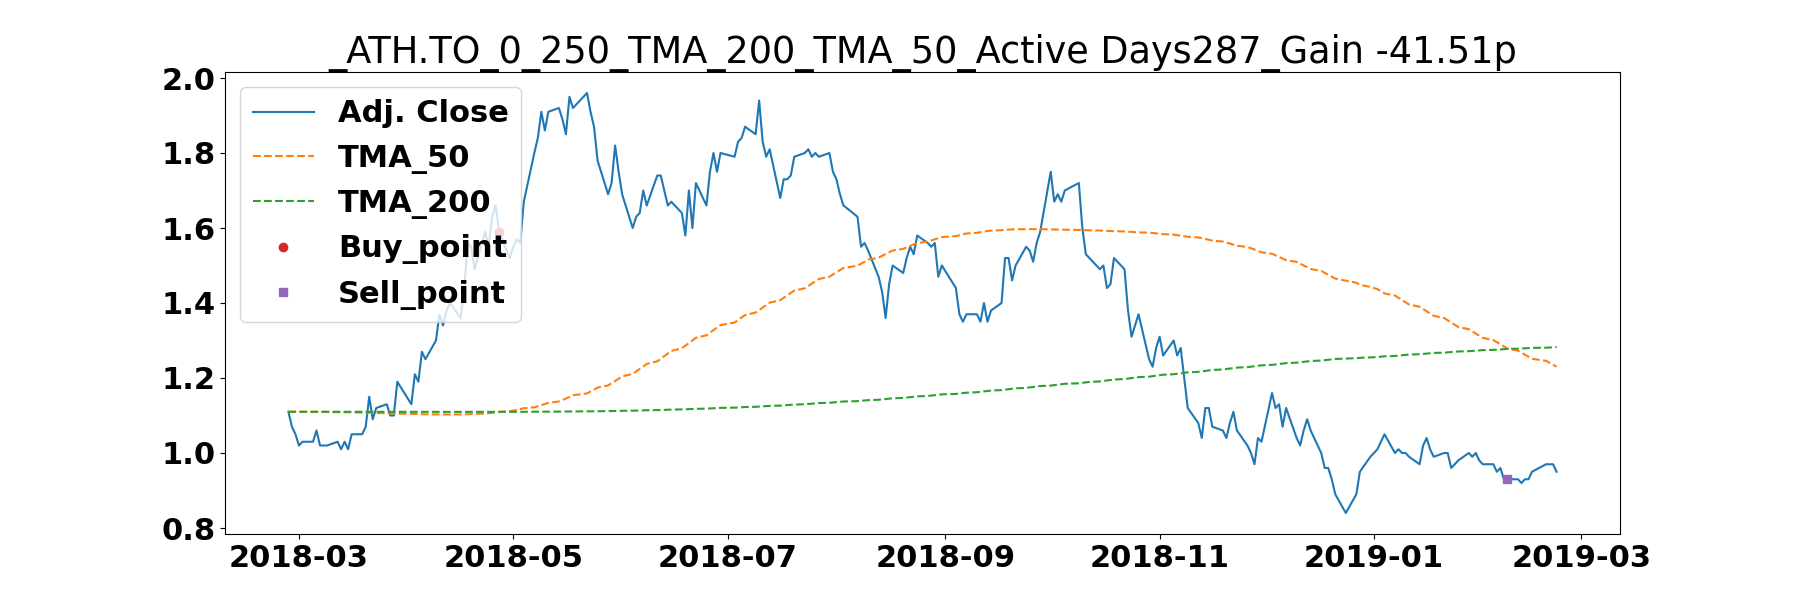 _ATH.TO_0_250_TMA_200_TMA_50_Active Days287_Gain -41.51p
2.0
1.8
1.6
1.4
1.2
1.0
0.8
Adj. Close
TMA_50
TMA_200
Buy_point
Sell_point
2018-03 2018-05 2018-07 2018-09 2018-11 2019-01 2019-03